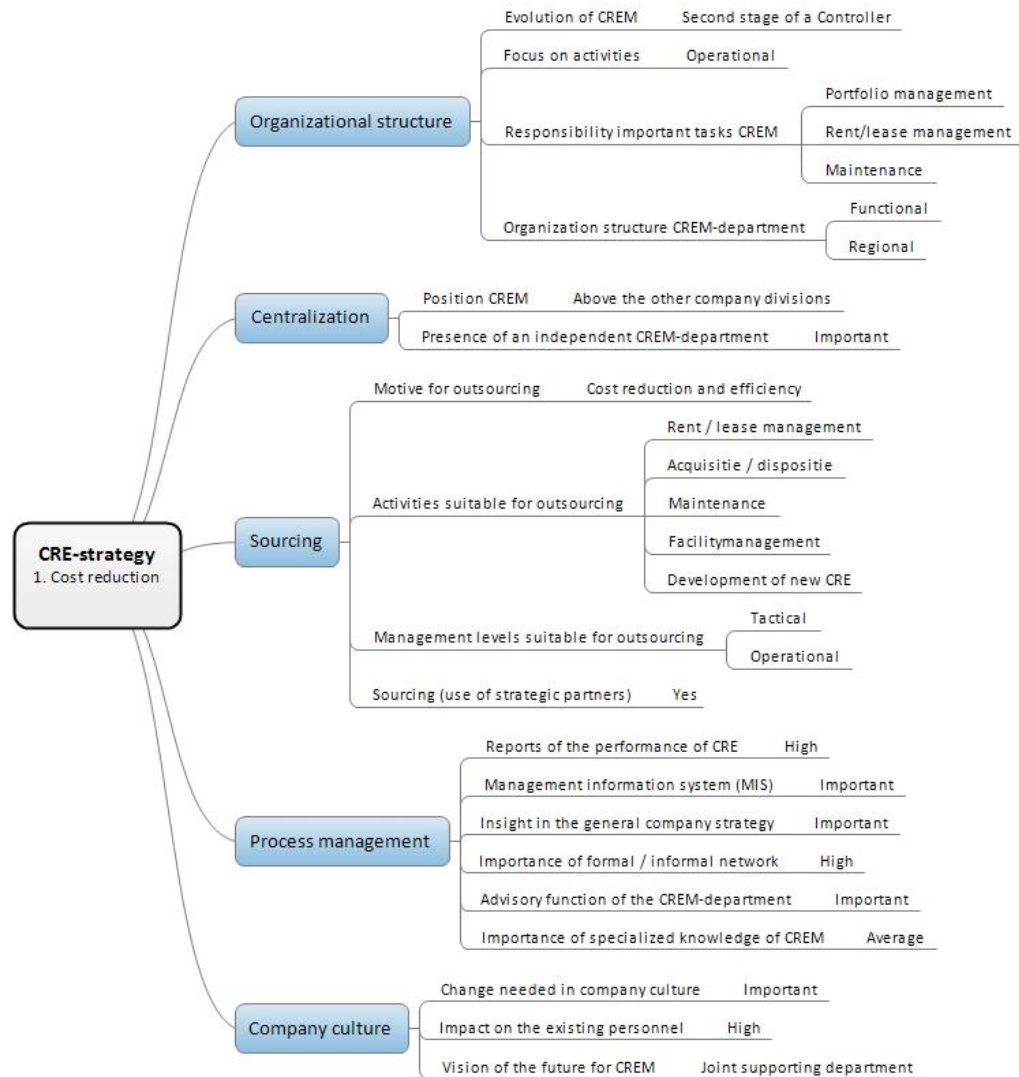 CRE-strategy
1. Cost reduction
Organizational structure
Evolution of CREM Second stage of a Controller
Focus on activities Operational
Responsibility important tasks CREM
Portfolio management
Rent/lease management
Maintenance
Organization structure CREM-department
Functional
Regional
Centralization
Position CREM Above the other company divisions
Presence of an independent CREM-department Important
Sourcing
Motive for outsourcing Cost reduction and efficiency
Activities suitable for outsourcing
Rent / lease management
Acquisitie / dispositie
Maintenance
Facilitymanagement
Development of new CRE
Management levels suitable for outsourcing
Tactical
Operational
Sourcing (use of strategic partners) Yes
Process management
Reports of the performance of CRE High
Management information system (MIS) Important
Insight in the general company strategy Important
Importance of formal / informal network High
Advisory function of the CREM-department Important
Importance of specialized knowledge of CREM Average
Company culture
Change needed in company culture Important
Impact on the existing personnel High
Vision of the future for CREM Joint supporting department